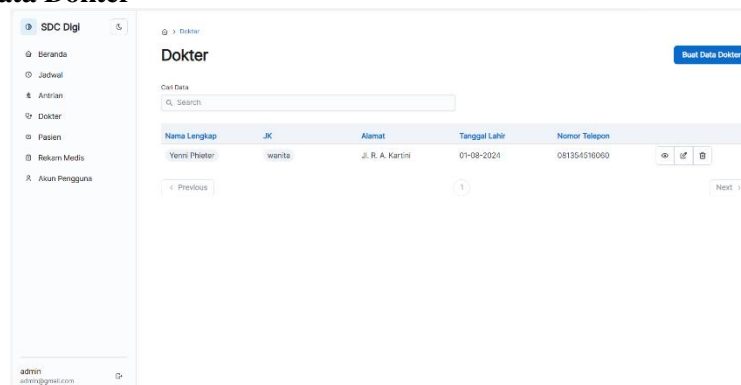 ata Dokter
SDC Digi
Beranda
Jadwal
Antrian
Dokter
Pasien
Rekam Medis
Akun Pengguna
admin
admin@gmail.com
Dokter
Dokter
Buat Data Dokter
Cari Data
Search
Nama Lengkap JK Alamat Tanggal Lahir Nomor Telepon
Yenni Phieter wanita Jl. R. A. Kartini 01-08-2024 081354516060
Previous 1 Next